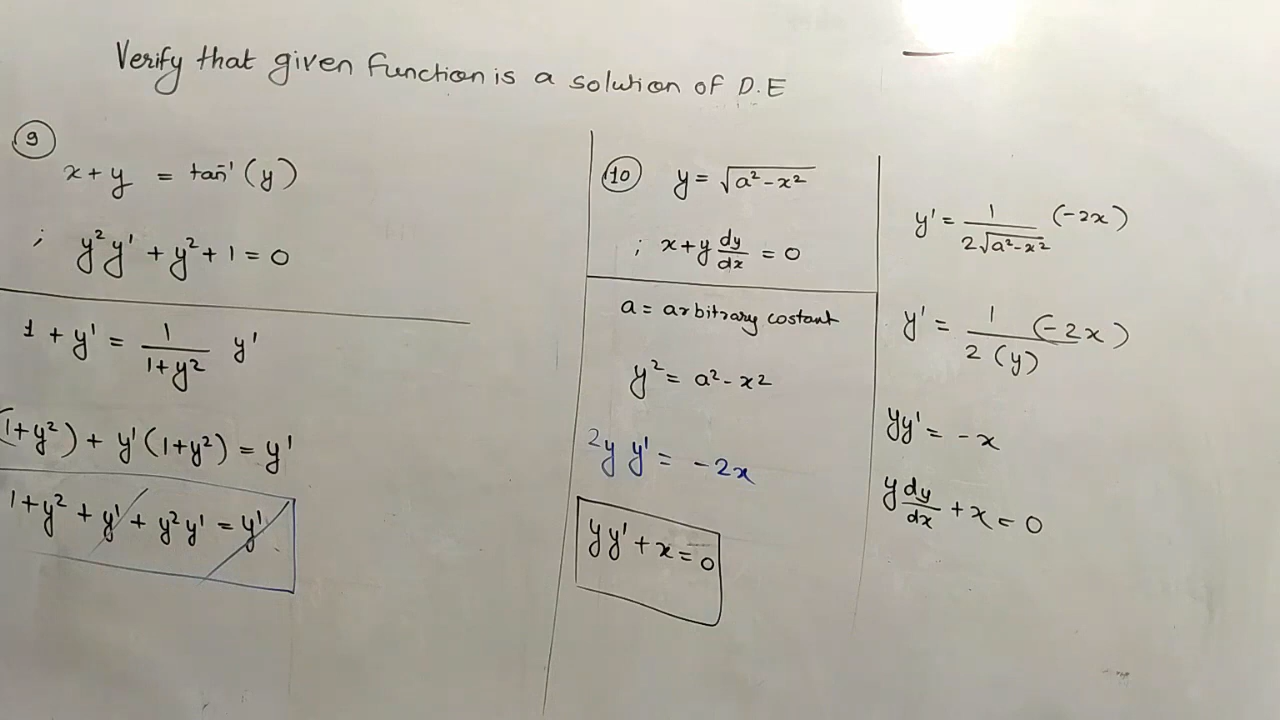 Verify that given function is a solution of D.E
9
x + y = tan⁻¹ (y)
; y²y' + y² + 1 = 0
1 + y' = 1/(1+y²) y'
(1+y²) + y'(1+y²) = y'
1+y² + y' + y²y' = y'
10
y = √(a²-x²)
; x+y dy/dx = 0
a = arbitrary costant
y² = a² - x²
2y y' = -2x
yy' + x = 0
y' = 1/(2√(a²-x²)) (-2x)
y' = 1/(2 (y)) (-2x)
yy' = -x
y dy/dx + x = 0